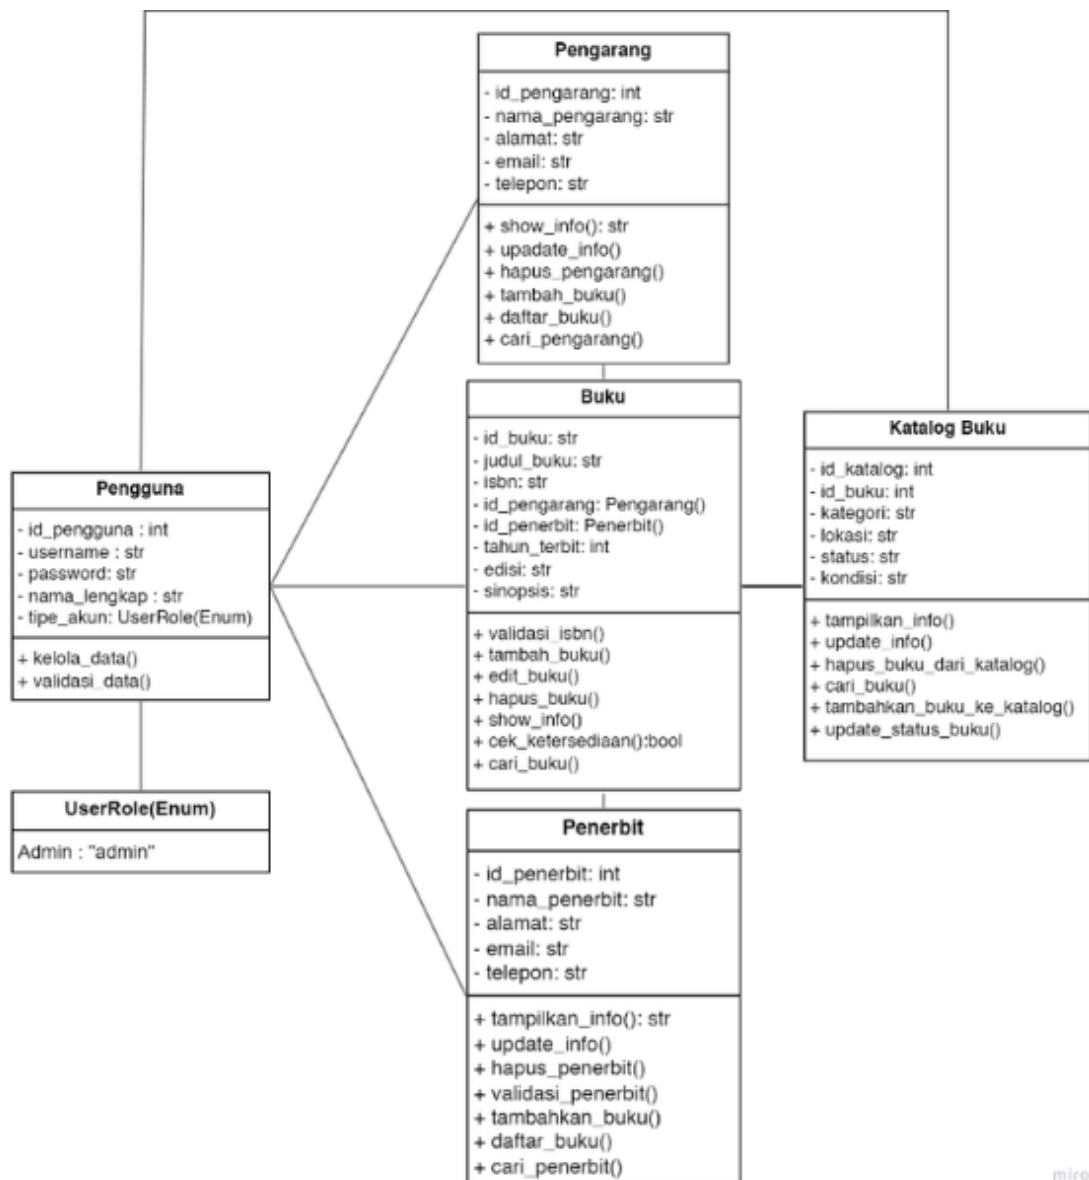 Pengarang
- id_pengarang: int
- nama_pengarang: str
- alamat: str
- email: str
- telepon: str
+ show_info(): str
+ upadate_info()
+ hapus_pengarang()
+ tambah_buku()
+ daftar_buku()
+ cari_pengarang()
Pengguna
- id_pengguna : int
- username : str
- password: str
- nama_lengkap : str
- tipe_akun: UserRole(Enum)
+ kelola_data()
+ validasi_data()
UserRole(Enum)
Admin : "admin"
Buku
- id_buku: str
- judul_buku: str
- isbn: str
- id_pengarang: Pengarang()
- id_penerbit: Penerbit()
- tahun_terbit: int
- edisi: str
- sinopsis: str
+ validasi_isbn()
+ tambah_buku()
+ edit_buku()
+ hapus_buku()
+ show_info()
+ cek_ketersediaan():bool
+ cari_buku()
Katalog Buku
- id_katalog: int
- id_buku: int
- kategori: str
- lokasi: str
- status: str
- kondisi: str
+ tampilkan_info()
+ update_info()
+ hapus_buku_dari_katalog()
+ cari_buku()
+ tambahkan_buku_ke_katalog()
+ update_status_buku()
Penerbit
- id_penerbit: int
- nama_penerbit: str
- alamat: str
- email: str
- telepon: str
+ tampilkan_info(): str
+ update_info()
+ hapus_penerbit()
+ validasi_penerbit()
+ tambahkan_buku()
+ daftar_buku()
+ cari_penerbit()
miro